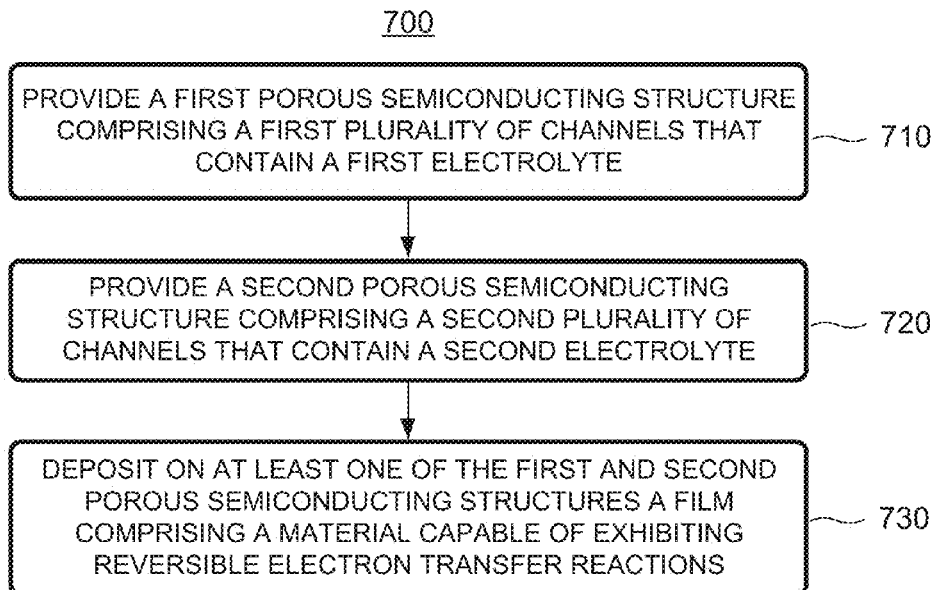 700
PROVIDE A FIRST POROUS SEMICONDUCTING STRUCTURE
COMPRISING A FIRST PLURALITY OF CHANNELS THAT
CONTAIN A FIRST ELECTROLYTE
710
PROVIDE A SECOND POROUS SEMICONDUCTING
STRUCTURE COMPRISING A SECOND PLURALITY OF
CHANNELS THAT CONTAIN A SECOND ELECTROLYTE
720
DEPOSIT ON AT LEAST ONE OF THE FIRST AND SECOND
POROUS SEMICONDUCTING STRUCTURES A FILM
COMPRISING A MATERIAL CAPABLE OF EXHIBITING
REVERSIBLE ELECTRON TRANSFER REACTIONS
730